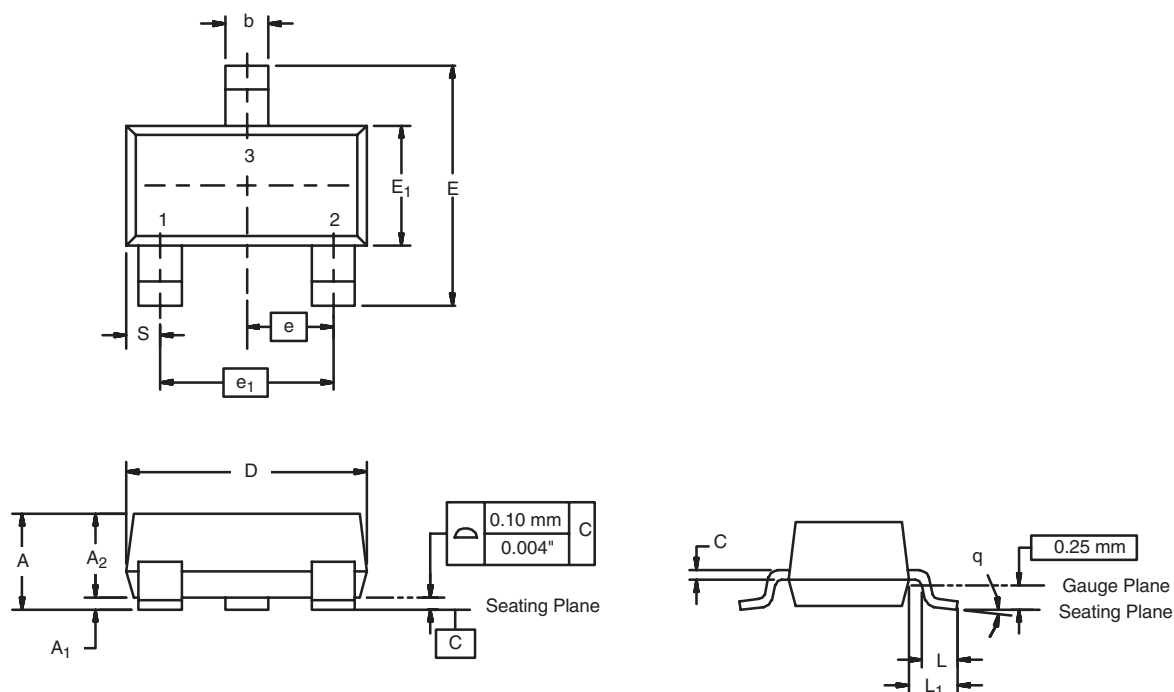 b
3
E₁
E
1
2
S
e
e₁
D
A
A₂
0.10 mm
C
0.004"
Seating Plane
A₁
C
C
q
0.25 mm
Gauge Plane
Seating Plane
L
L₁